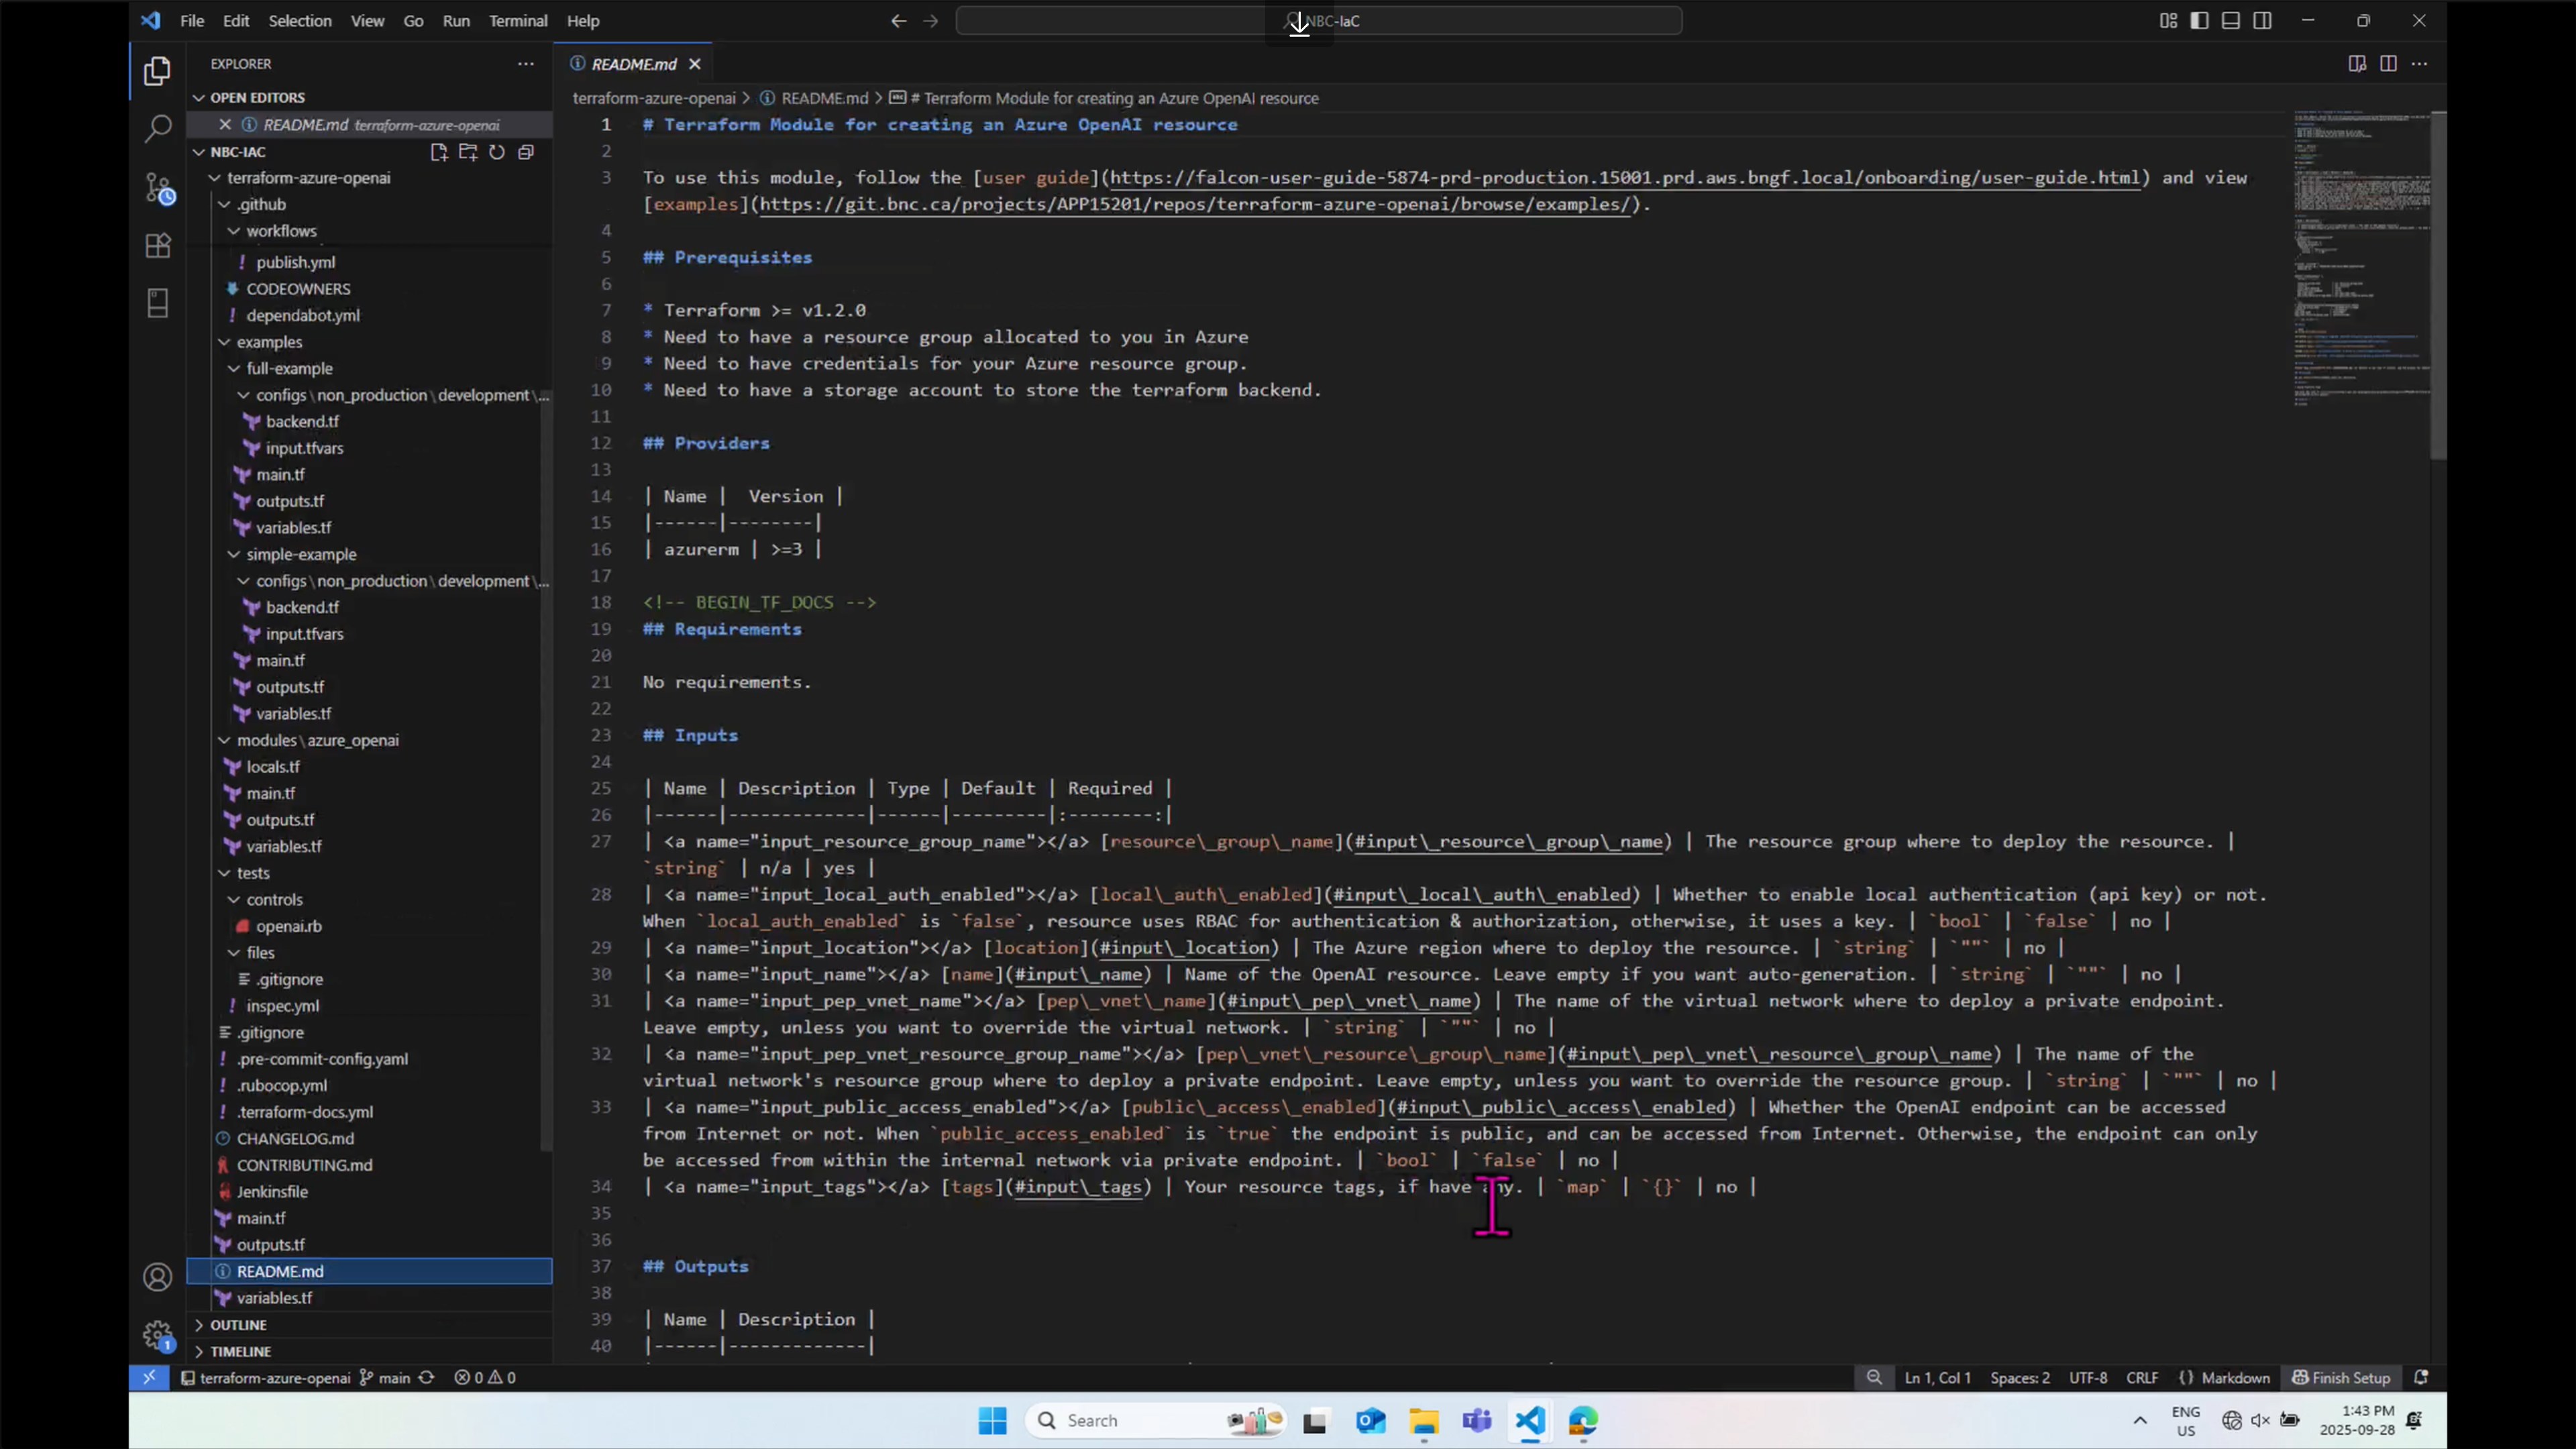 File Edit Selection View Go Run Terminal Help
NBC-IaC
EXPLORER
OPEN EDITORS
README.md terraform-azure-openai
NBC-IAC
terraform-azure-openai
.github
workflows
publish.yml
CODEOWNERS
dependabot.yml
examples
full-example
configs\non_production\development\...
backend.tf
input.tfvars
main.tf
outputs.tf
variables.tf
simple-example
configs\non_production\development\...
backend.tf
input.tfvars
main.tf
outputs.tf
variables.tf
modules\azure_openai
locals.tf
main.tf
outputs.tf
variables.tf
tests
controls
openai.rb
files
.gitignore
inspec.yml
.gitignore
.pre-commit-config.yaml
.rubocop.yml
.terraform-docs.yml
CHANGELOG.md
CONTRIBUTING.md
Jenkinsfile
main.tf
outputs.tf
README.md
variables.tf
OUTLINE
TIMELINE
README.md
terraform-azure-openai > README.md > # Terraform Module for creating an Azure OpenAI resource
1 # Terraform Module for creating an Azure OpenAI resource
2
3 To use this module, follow the [user guide](https://falcon-user-guide-5874-prd-production.15001.prd.aws.bngf.local/onboarding/user-guide.html) and view
[examples](https://git.bnc.ca/projects/APP15201/repos/terraform-azure-openai/browse/examples/).
4
5 ## Prerequisites
6
7 * Terraform >= v1.2.0
8 * Need to have a resource group allocated to you in Azure
9 * Need to have credentials for your Azure resource group.
10 * Need to have a storage account to store the terraform backend.
11
12 ## Providers
13
14 | Name |  Version |
15 |------|--------|
16 | azurerm | >=3 |
17
18 <!-- BEGIN_TF_DOCS -->
19 ## Requirements
20
21 No requirements.
22
23 ## Inputs
24
25 | Name | Description | Type | Default | Required |
26 |------|-------------|------|---------|:--------:|
27 | <a name="input_resource_group_name"></a> [resource\_group\_name](#input\_resource\_group\_name) | The resource group where to deploy the resource. |
`string` | n/a | yes |
28 | <a name="input_local_auth_enabled"></a> [local\_auth\_enabled](#input\_local\_auth\_enabled) | Whether to enable local authentication (api key) or not.
When `local_auth_enabled` is `false`, resource uses RBAC for authentication & authorization, otherwise, it uses a key. | `bool` | `false` | no |
29 | <a name="input_location"></a> [location](#input\_location) | The Azure region where to deploy the resource. | `string` | `""` | no |
30 | <a name="input_name"></a> [name](#input\_name) | Name of the OpenAI resource. Leave empty if you want auto-generation. | `string` | `""` | no |
31 | <a name="input_pep_vnet_name"></a> [pep\_vnet\_name](#input\_pep\_vnet\_name) | The name of the virtual network where to deploy a private endpoint.
Leave empty, unless you want to override the virtual network. | `string` | `""` | no |
32 | <a name="input_pep_vnet_resource_group_name"></a> [pep\_vnet\_resource\_group\_name](#input\_pep\_vnet\_resource\_group\_name) | The name of the
virtual network's resource group where to deploy a private endpoint. Leave empty, unless you want to override the resource group. | `string` | `""` | no |
33 | <a name="input_public_access_enabled"></a> [public\_access\_enabled](#input\_public\_access\_enabled) | Whether the OpenAI endpoint can be accessed
from Internet or not. When `public_access_enabled` is `true` the endpoint is public, and can be accessed from Internet. Otherwise, the endpoint can only
be accessed from within the internal network via private endpoint. | `bool` | `false` | no |
34 | <a name="input_tags"></a> [tags](#input\_tags) | Your resource tags, if have any. | `map` | `{}` | no |
35
36
37 ## Outputs
38
39 | Name | Description |
40 |------|-------------|
terraform-azure-openai main 0 0 Ln 1, Col 1 Spaces: 2 UTF-8 CRLF {} Markdown Finish Setup
1
Search
ENG
US
1:43 PM
2025-09-28